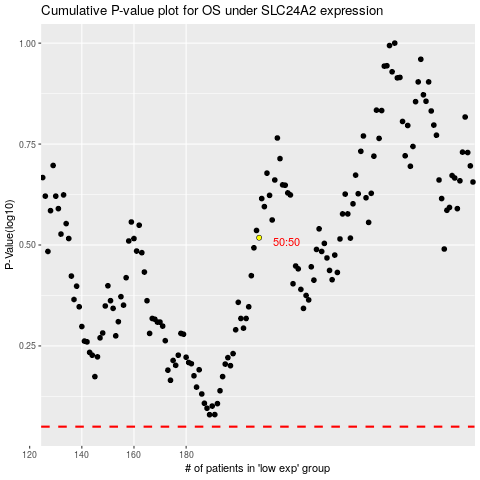 Cumulative P-value plot for OS under SLC24A2 expression
P-Value(log10)
1.00
0.75
0.50
0.25
50:50
120 140 160 180
# of patients in 'low exp' group